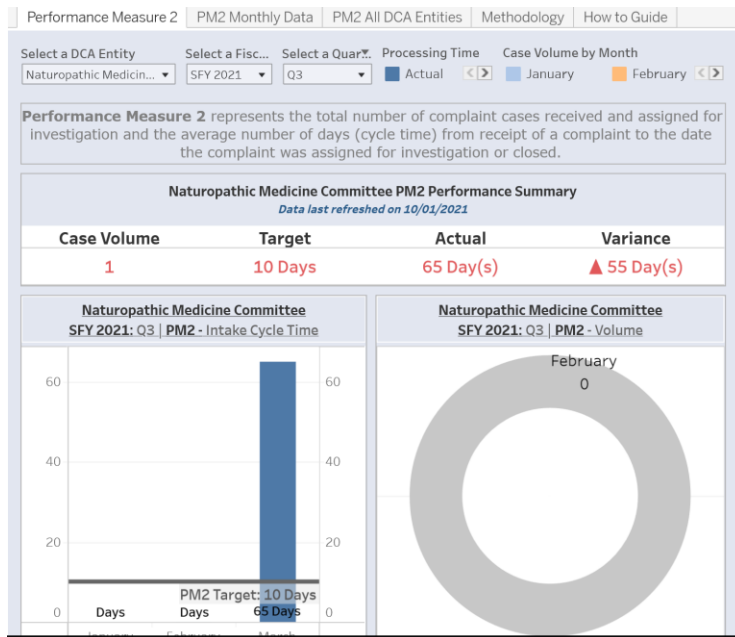 Performance Measure 2 PM2 Monthly Data PM2 All DCA Entities Methodology How to Guide
Select a DCA Entity Select a Fisc... Select a Quar... Processing Time Case Volume by Month
Naturopathic Medicin... SFY 2021 Q3 Actual January February
Performance Measure 2 represents the total number of complaint cases received and assigned for
investigation and the average number of days (cycle time) from receipt of a complaint to the date
the complaint was assigned for investigation or closed.
Naturopathic Medicine Committee PM2 Performance Summary
Data last refreshed on 10/01/2021
Case Volume Target Actual Variance
1 10 Days 65 Day(s) ▲ 55 Day(s)
Naturopathic Medicine Committee
SFY 2021: Q3 | PM2 - Intake Cycle Time
60 60
40 40
20 20
PM2 Target: 10 Days
0 Days Days 65 Days 0
January February March
Naturopathic Medicine Committee
SFY 2021: Q3 | PM2 - Volume
February
0